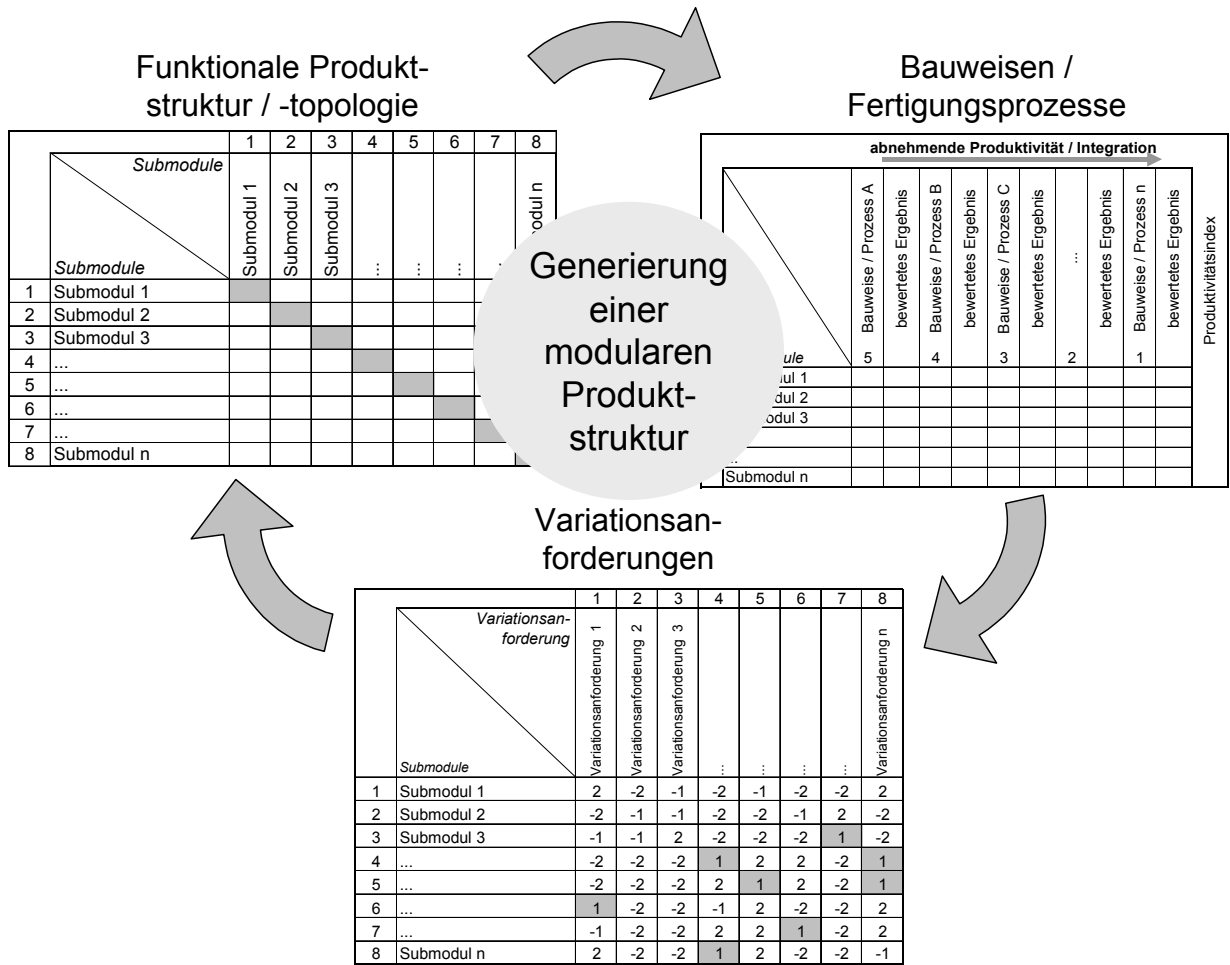 Funktionale Produkt-
struktur / -topologie
1 2 3 4 5 6 7 8
Submodule
Submodul 1
Submodul 2
Submodul 3
...
...
...
...
odul n
Submodule
1 Submodul 1
2 Submodul 2
3 Submodul 3
4 ...
5 ...
6 ...
7 ...
8 Submodul n
Generierung
einer
modularen
Produkt-
struktur
Bauweisen /
Fertigungsprozesse
abnehmende Produktivität / Integration
Bauweise / Prozess A
bewertetes Ergebnis
Bauweise / Prozess B
bewertetes Ergebnis
Bauweise / Prozess C
bewertetes Ergebnis
...
bewertetes Ergebnis
Bauweise / Prozess n
bewertetes Ergebnis
Produktivitätsindex
ule 5 4 3 2 1
ul 1
dul 2
odul 3
...
Submodul n
Variationsan-
forderungen
1 2 3 4 5 6 7 8
Variationsan-
forderung
Variationsanforderung 1
Variationsanforderung 2
Variationsanforderung 3
...
...
...
...
Variationsanforderung n
Submodule
1 Submodul 1 2 -2 -1 -2 -1 -2 -2 2
2 Submodul 2 -2 -1 -1 -2 -2 -1 2 -2
3 Submodul 3 -1 -1 2 -2 -2 -2 1 -2
4 ... -2 -2 -2 1 2 2 -2 1
5 ... -2 -2 -2 2 1 2 -2 1
6 ... 1 -2 -2 -1 2 -2 -2 2
7 ... -1 -2 -2 2 2 1 -2 2
8 Submodul n 2 -2 -2 1 2 -2 -2 -1